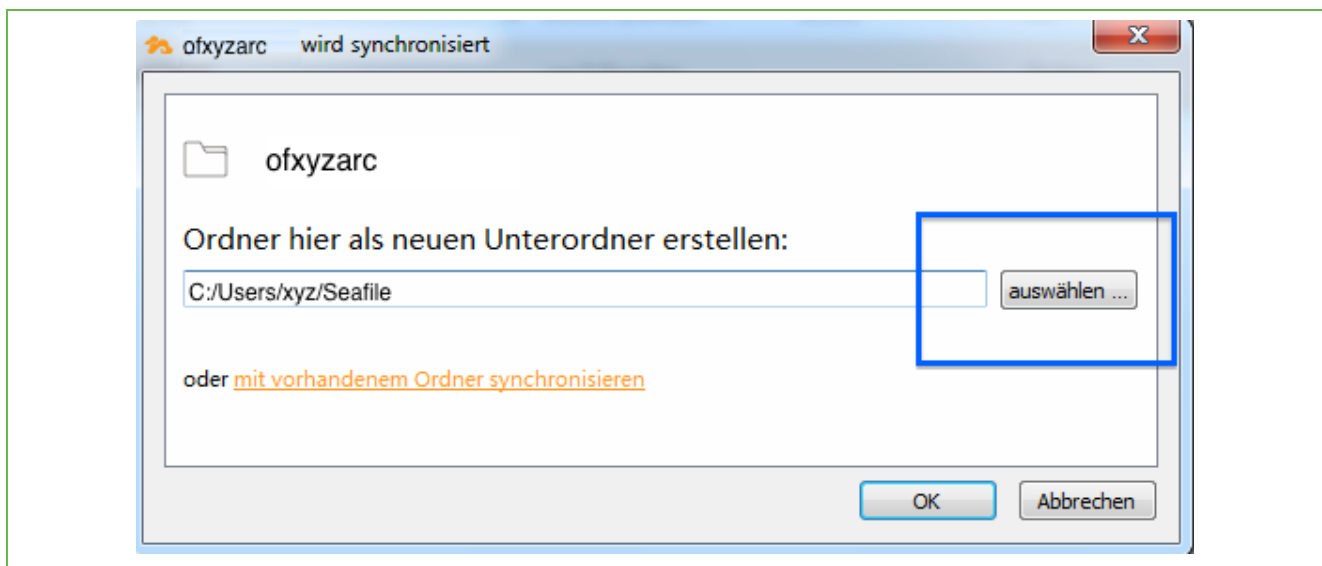 ofxyzarc wird synchronisiert
ofxyzarc
Ordner hier als neuen Unterordner erstellen:
C:/Users/xyz/Seafile
auswählen ...
oder mit vorhandenem Ordner synchronisieren
OK
Abbrechen